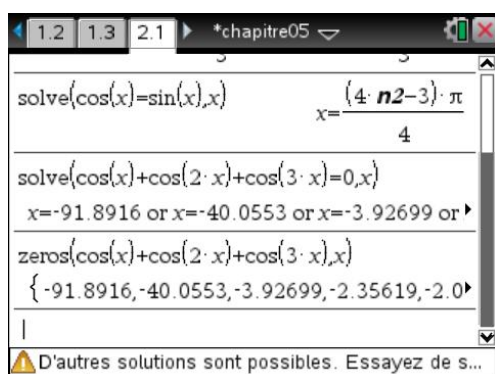 1.2 1.3 2.1 *chapitre05
solve(cos(x)=sin(x),x)
x=(4·n2−3)·π
4
solve(cos(x)+cos(2·x)+cos(3·x)=0,x)
x=-91.8916 or x=-40.0553 or x=-3.92699 or
zeros(cos(x)+cos(2·x)+cos(3·x),x)
{-91.8916,-40.0553,-3.92699,-2.35619,-2.0
D'autres solutions sont possibles. Essayez de s...